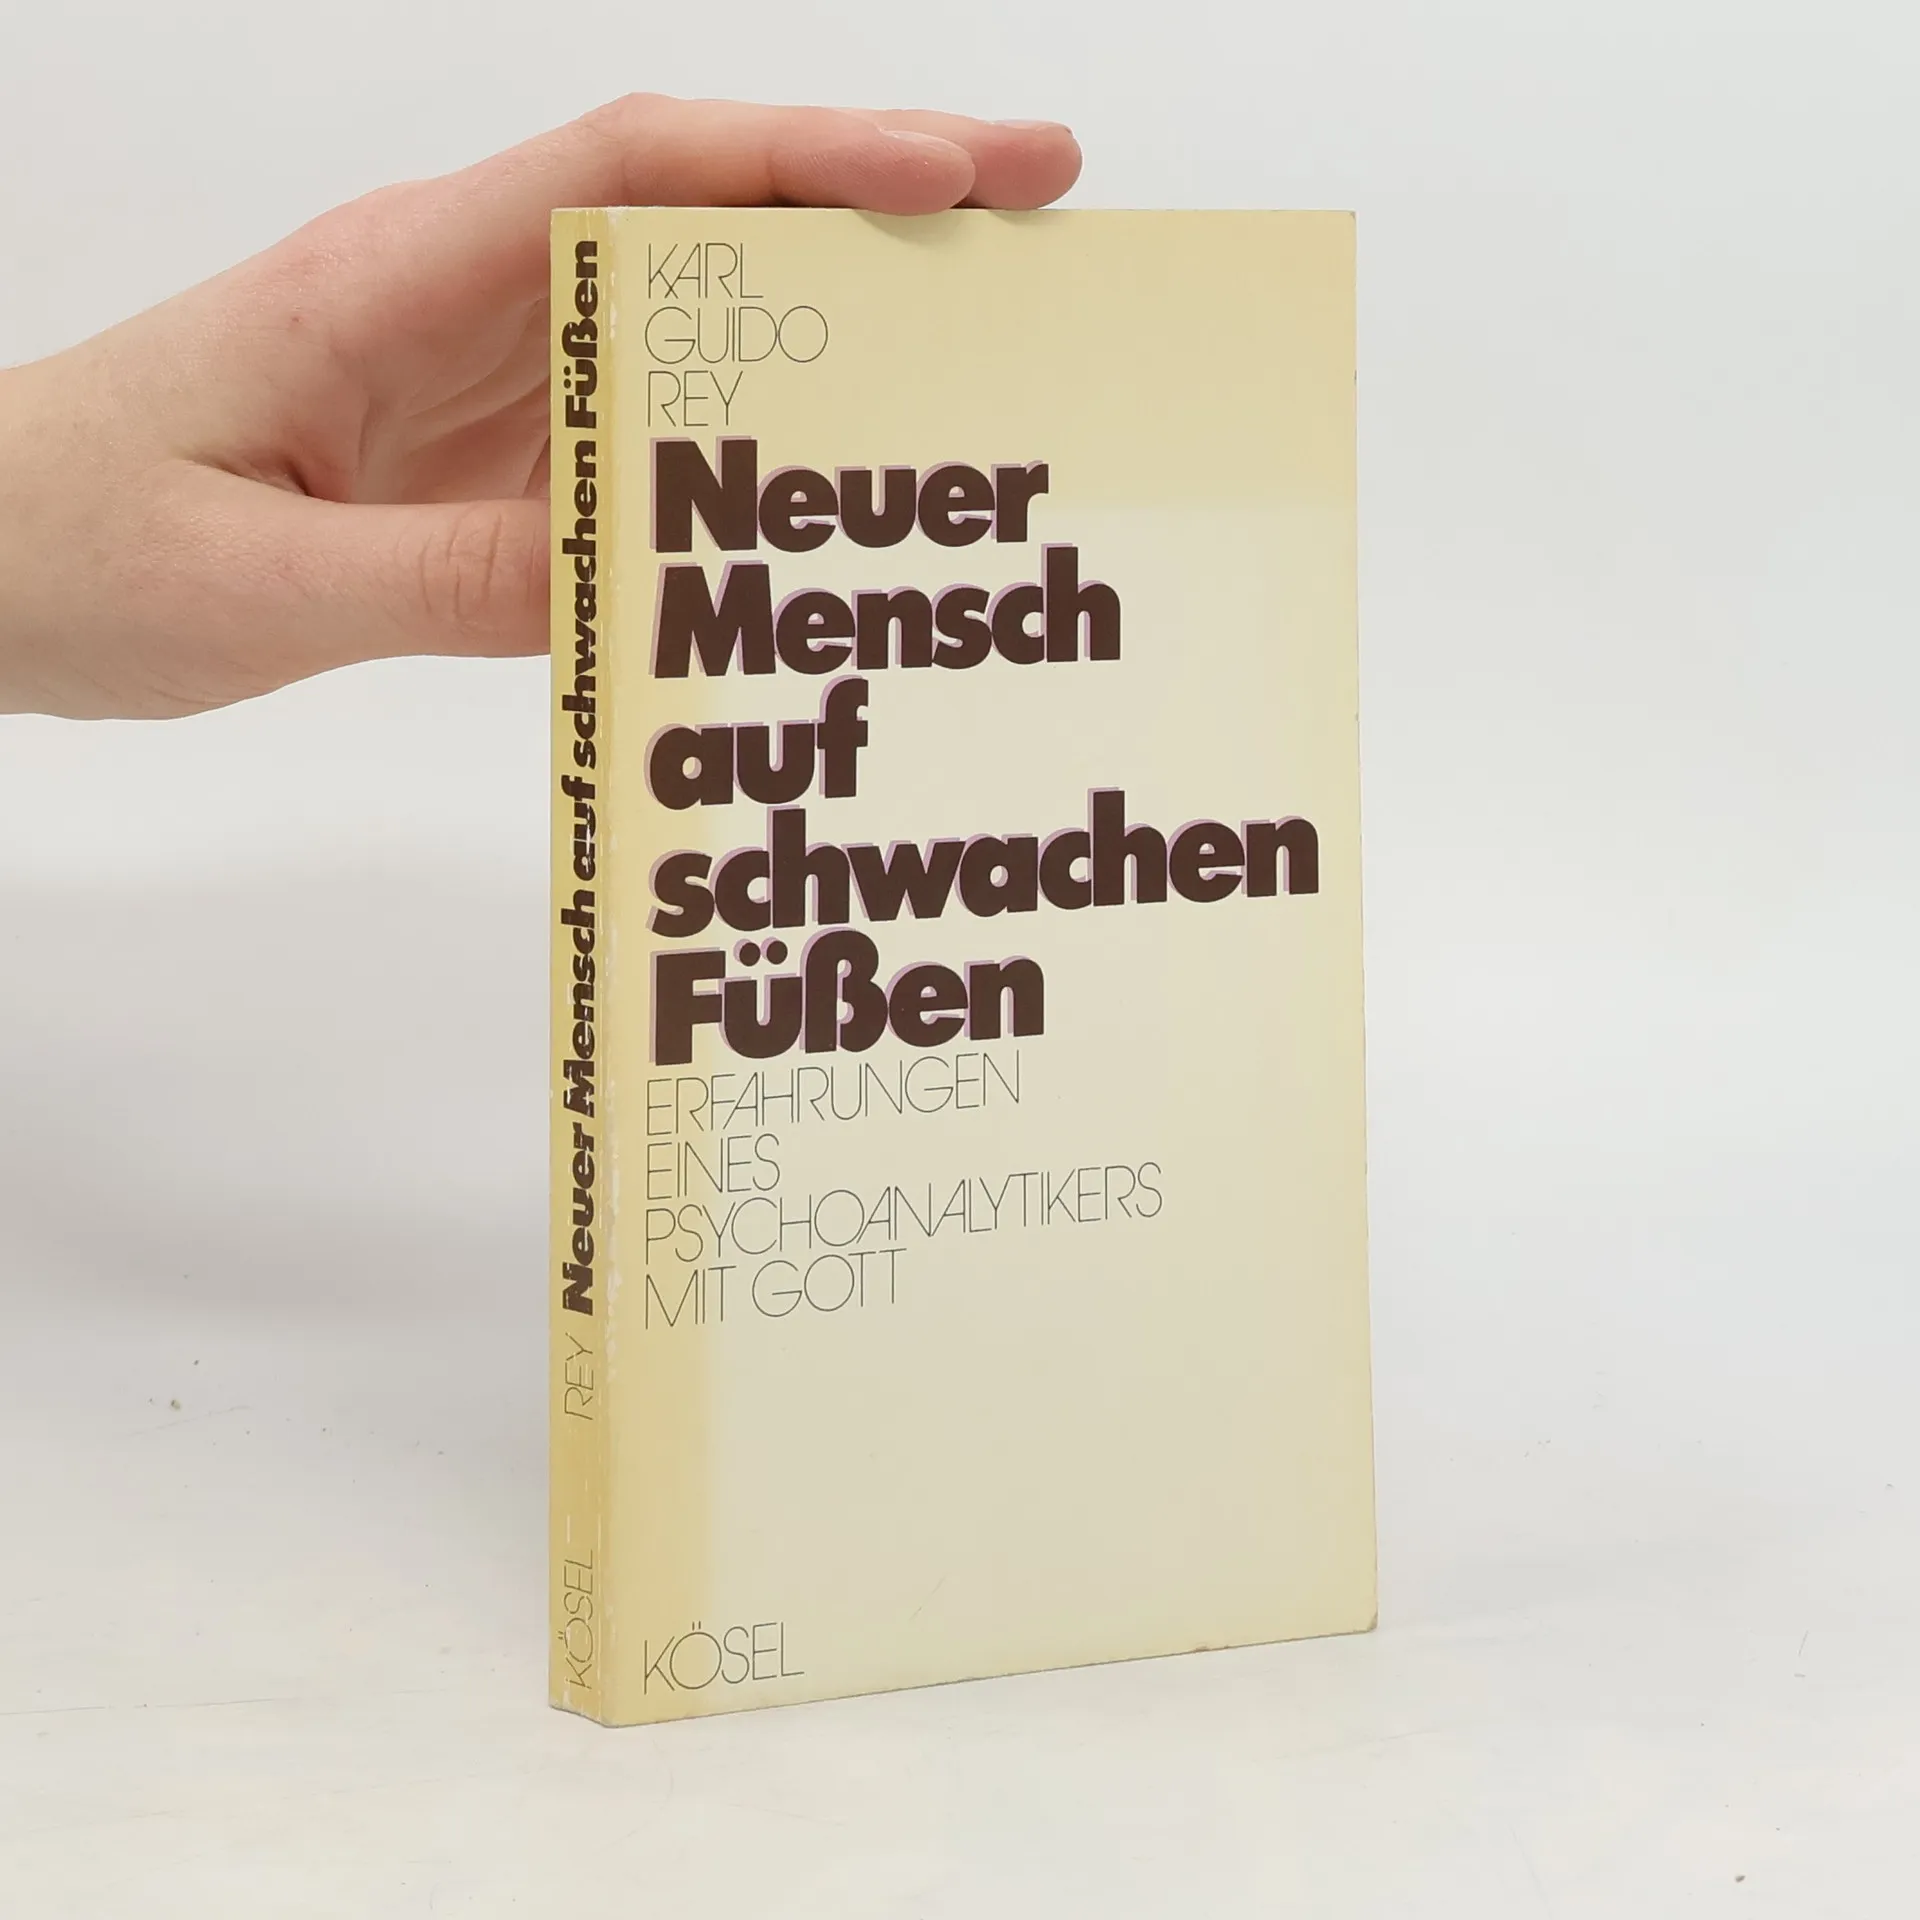 KARL
GUIDO
REY
Neuer
Mensch
auf
schwachen
Füßen
ERFAHRUNGEN
EINES
PSYCHOANALYTIKERS
MIT GOTT
KÖSEL
KÖSEL REY Neuer Mensch auf schwachen Füßen